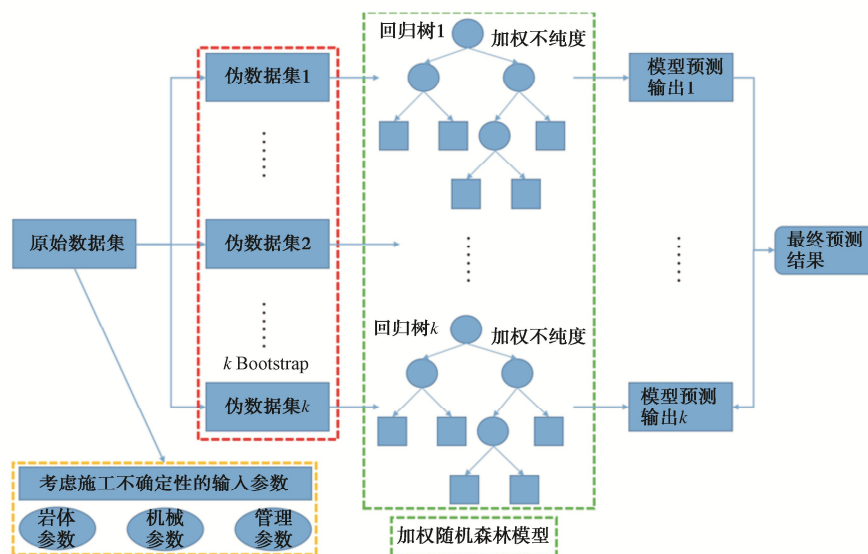 回归树1
加权不纯度
伪数据集1
模型预测
输出1
原始数据集
伪数据集2
最终预测
结果
回归树k
加权不纯度
k Bootstrap
伪数据集k
模型预测
输出k
考虑施工不确定性的输入参数
岩体
参数
机械
参数
管理
参数
加权随机森林模型